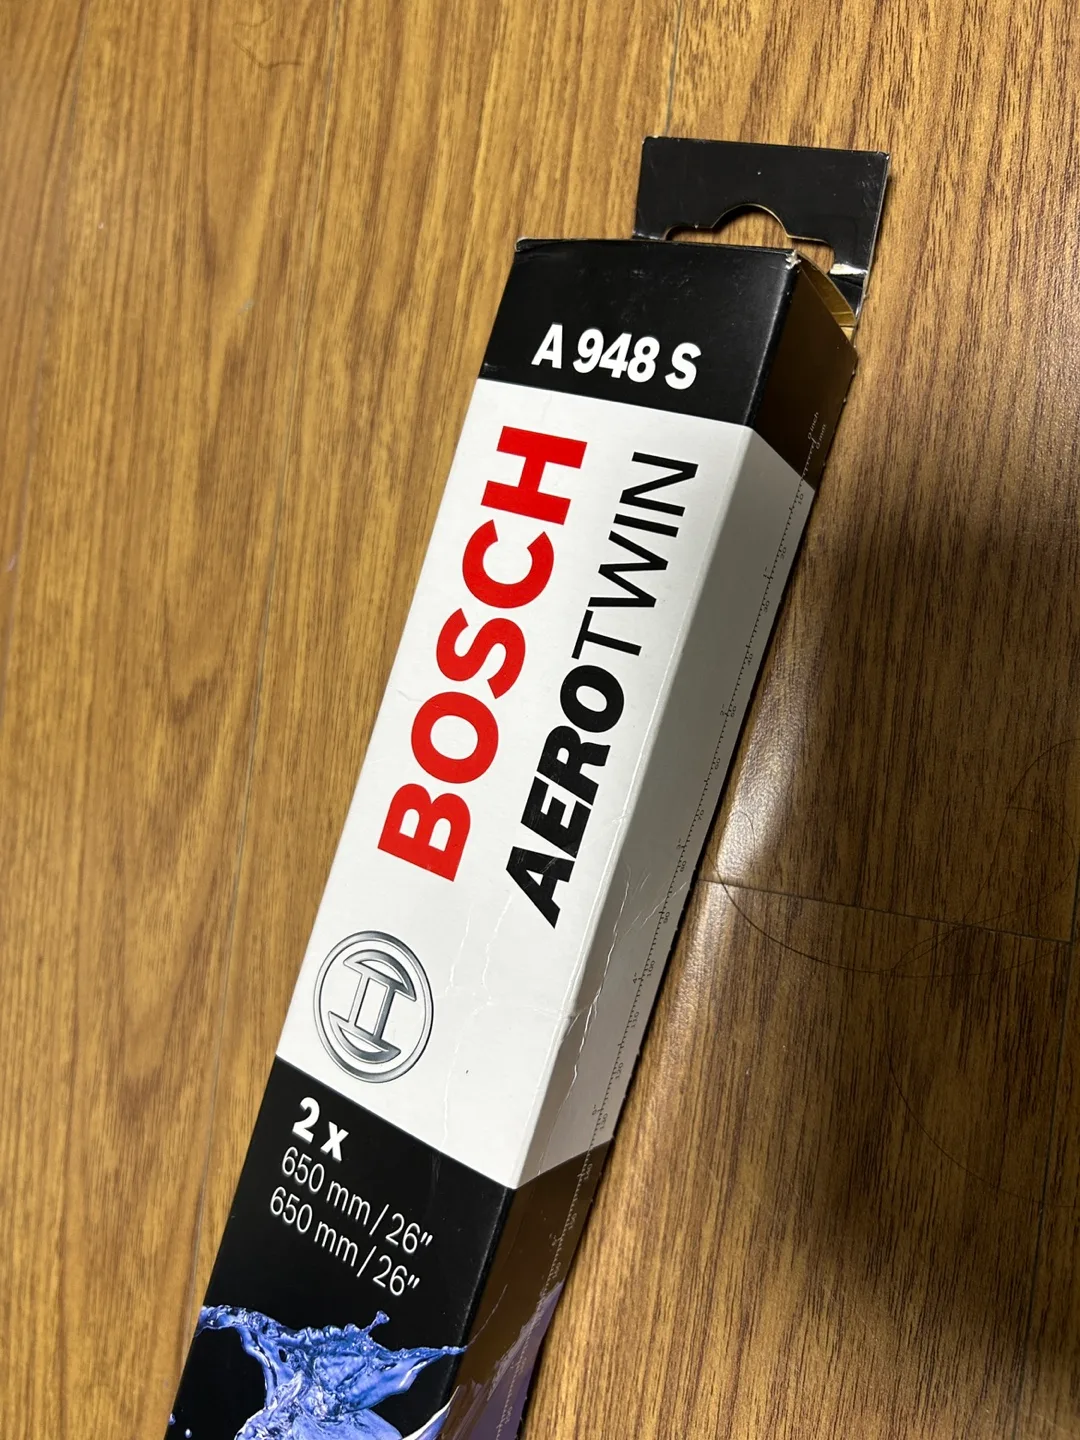 A 948 S
BOSCH
AEROTWIN
2 x
650 mm / 26"
650 mm / 26"